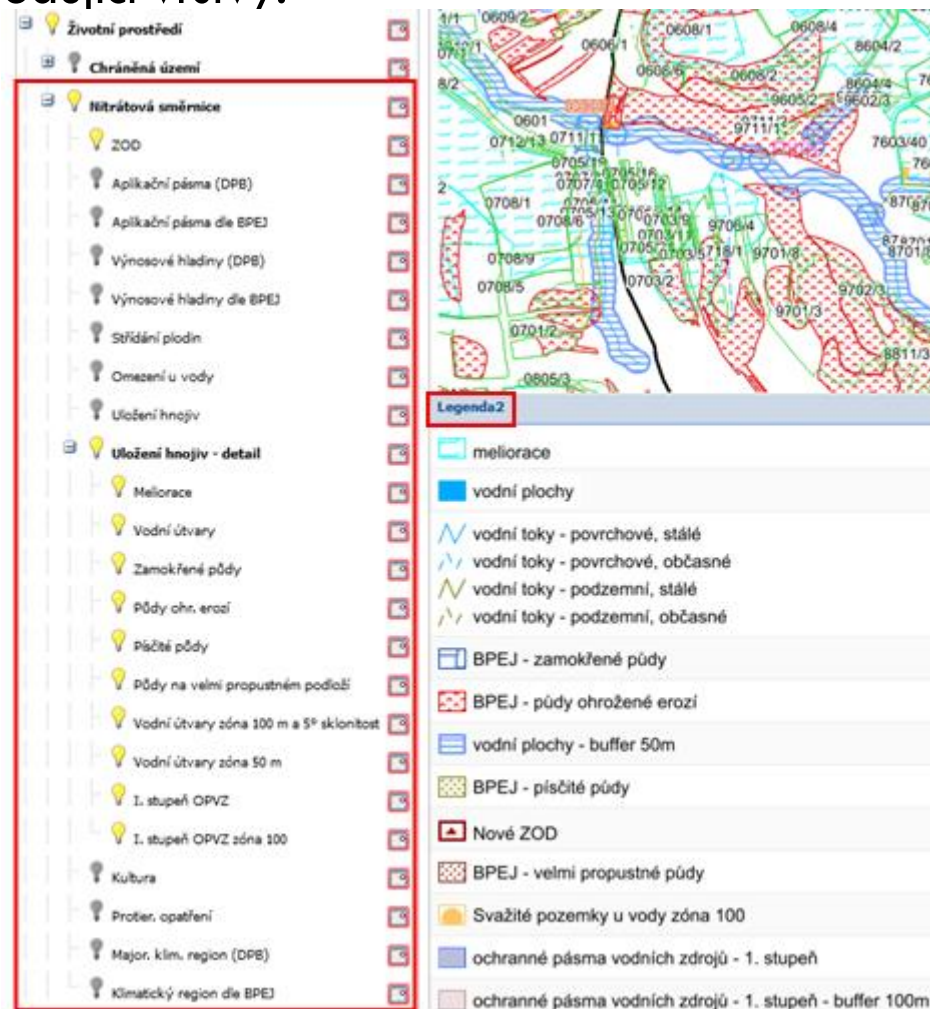 Životní prostředí
Chráněná území
Nitrátová směrnice
ZOD
Aplikační pásma (DPB)
Aplikační pásma dle BPEJ
Výnosové hladiny (DPB)
Výnosové hladiny dle BPEJ
Střídání plodin
Omezení u vody
Uložení hnojiv
Uložení hnojiv - detail
Meliorace
Vodní útvary
Zamokřené půdy
Půdy ohr. erozí
Písčité půdy
Půdy na velmi propustném podloží
Vodní útvary zóna 100 m a 5° sklonitost
Vodní útvary zóna 50 m
I. stupeň OPVZ
I. stupeň OPVZ zóna 100
Kultura
Protier. opatření
Major. klim. region (DPB)
Klimatický region dle BPEJ
0609/2
0608/1
0608/4
0606/1
8604/2
8/2
0608/6
0608/2
9605/2
9602/3
8604/4
0601
0712/13
0711/1
9711/1
7603/40
0705/12
0708/1
0708/6
0703/9
9706/4
0708/9
9701/8
0708/5
0703/2
9702/3
9701/3
0701/2
8811/3
0805/3
Legenda2
meliorace
vodní plochy
vodní toky - povrchové, stálé
vodní toky - povrchové, občasné
vodní toky - podzemní, stálé
vodní toky - podzemní, občasné
BPEJ - zamokřené půdy
BPEJ - půdy ohrožené erozí
vodní plochy - buffer 50m
BPEJ - písčité půdy
Nové ZOD
BPEJ - velmi propustné půdy
Svažité pozemky u vody zóna 100
ochranné pásma vodních zdrojů - 1. stupeň
ochranné pásma vodních zdrojů - 1. stupeň - buffer 100m